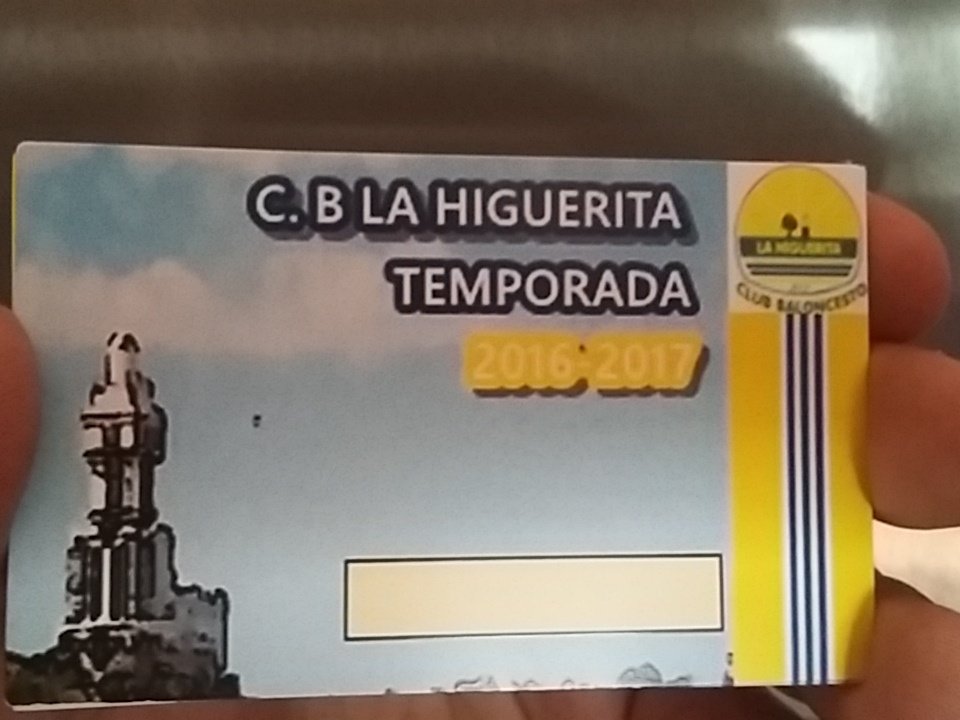 C. B LA HIGUERITA
TEMPORADA
2016-2017
LA HIGUERITA
CLUB BALONCESTO